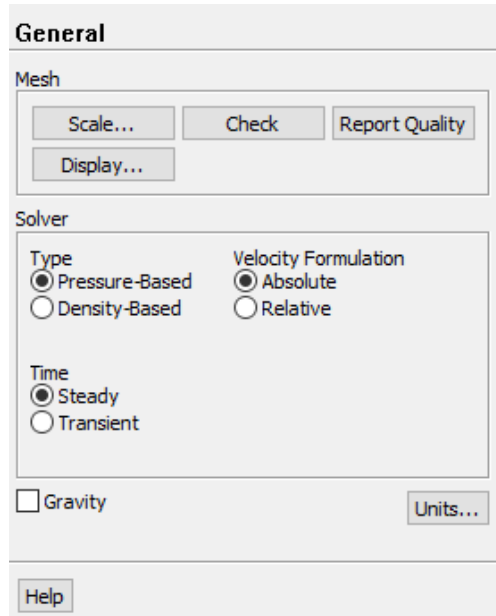 General
Mesh
Scale... Check Report Quality
Display...
Solver
Type Velocity Formulation
Pressure-Based Absolute
Density-Based Relative
Time
Steady
Transient
Gravity Units...
Help